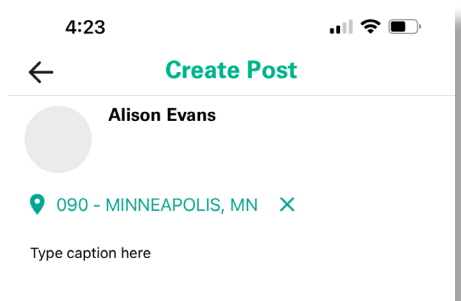 4:23
Create Post
Alison Evans
090 - MINNEAPOLIS, MN
Type caption here